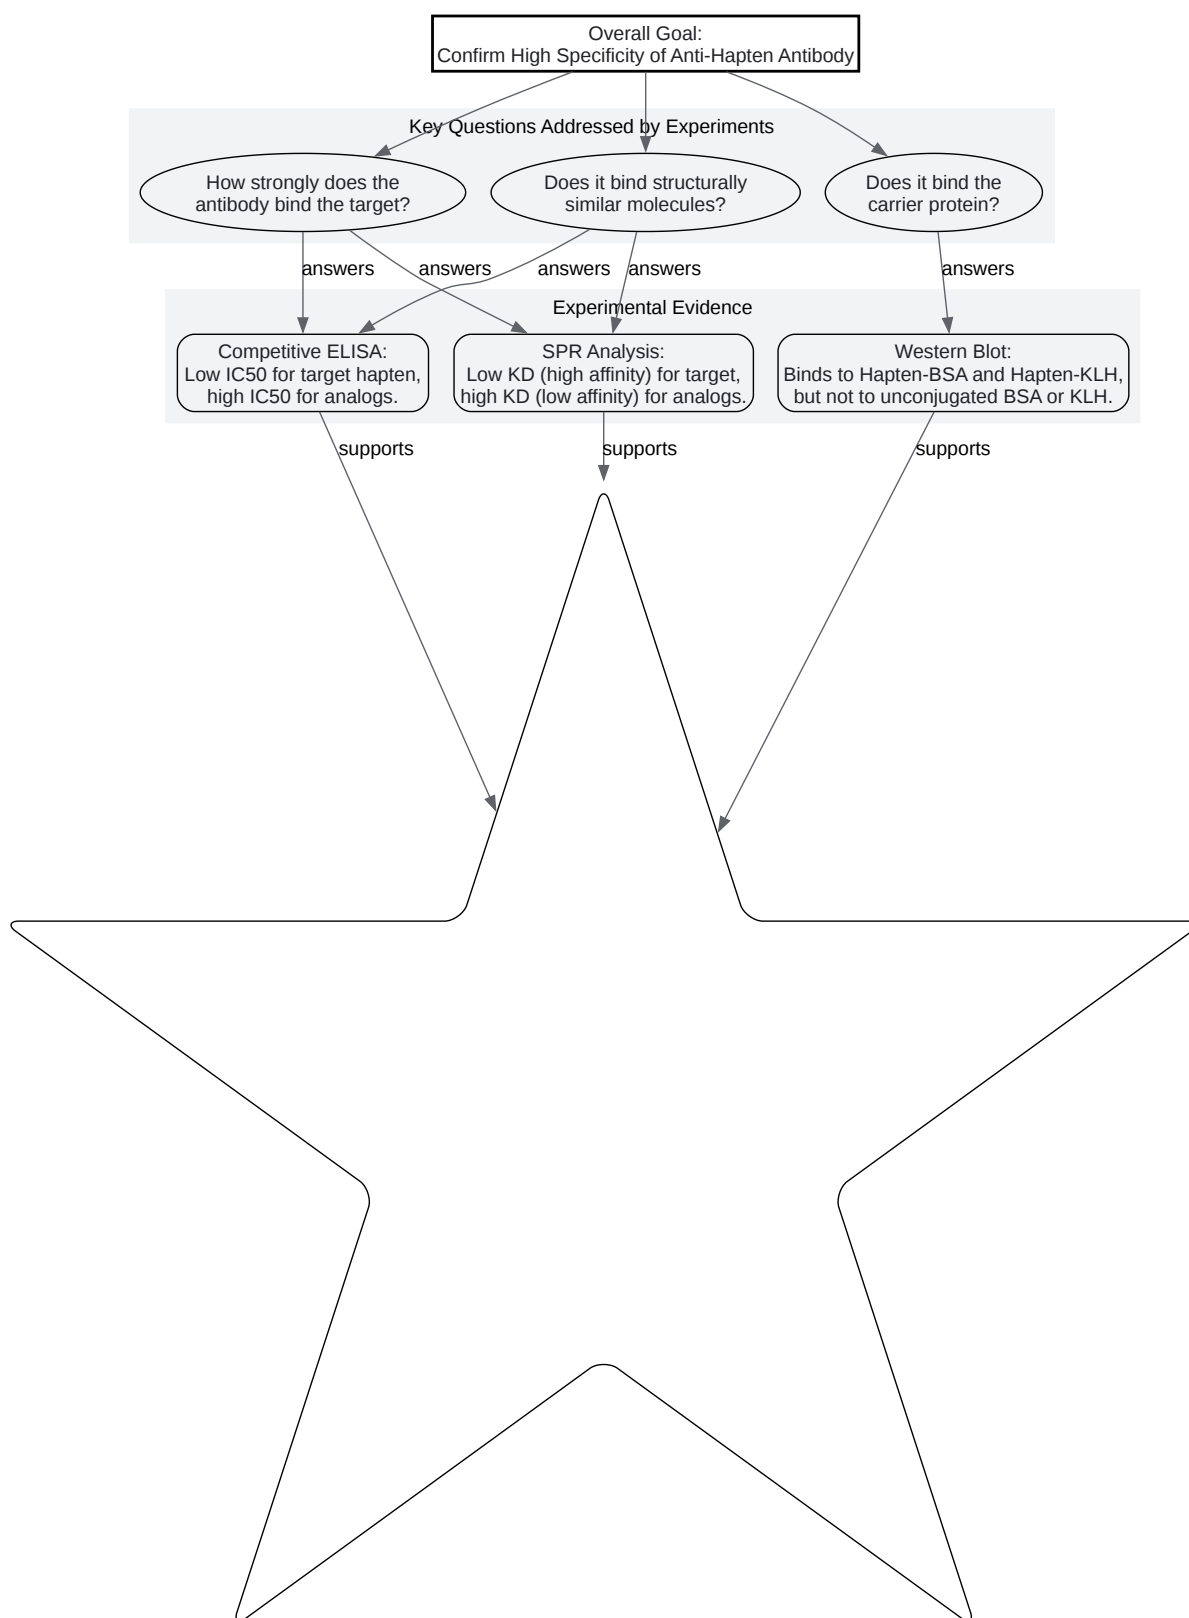 Overall Goal:
Confirm High Specificity of Anti-Hapten Antibody
Key Questions Addressed by Experiments
How strongly does the
antibody bind the target?
Does it bind structurally
similar molecules?
Does it bind the
carrier protein?
answers
answers
answers
answers
answers
Experimental Evidence
Competitive ELISA:
Low IC50 for target hapten,
high IC50 for analogs.
SPR Analysis:
Low KD (high affinity) for target,
high KD (low affinity) for analogs.
Western Blot:
Binds to Hapten-BSA and Hapten-KLH,
but not to unconjugated BSA or KLH.
supports
supports
supports